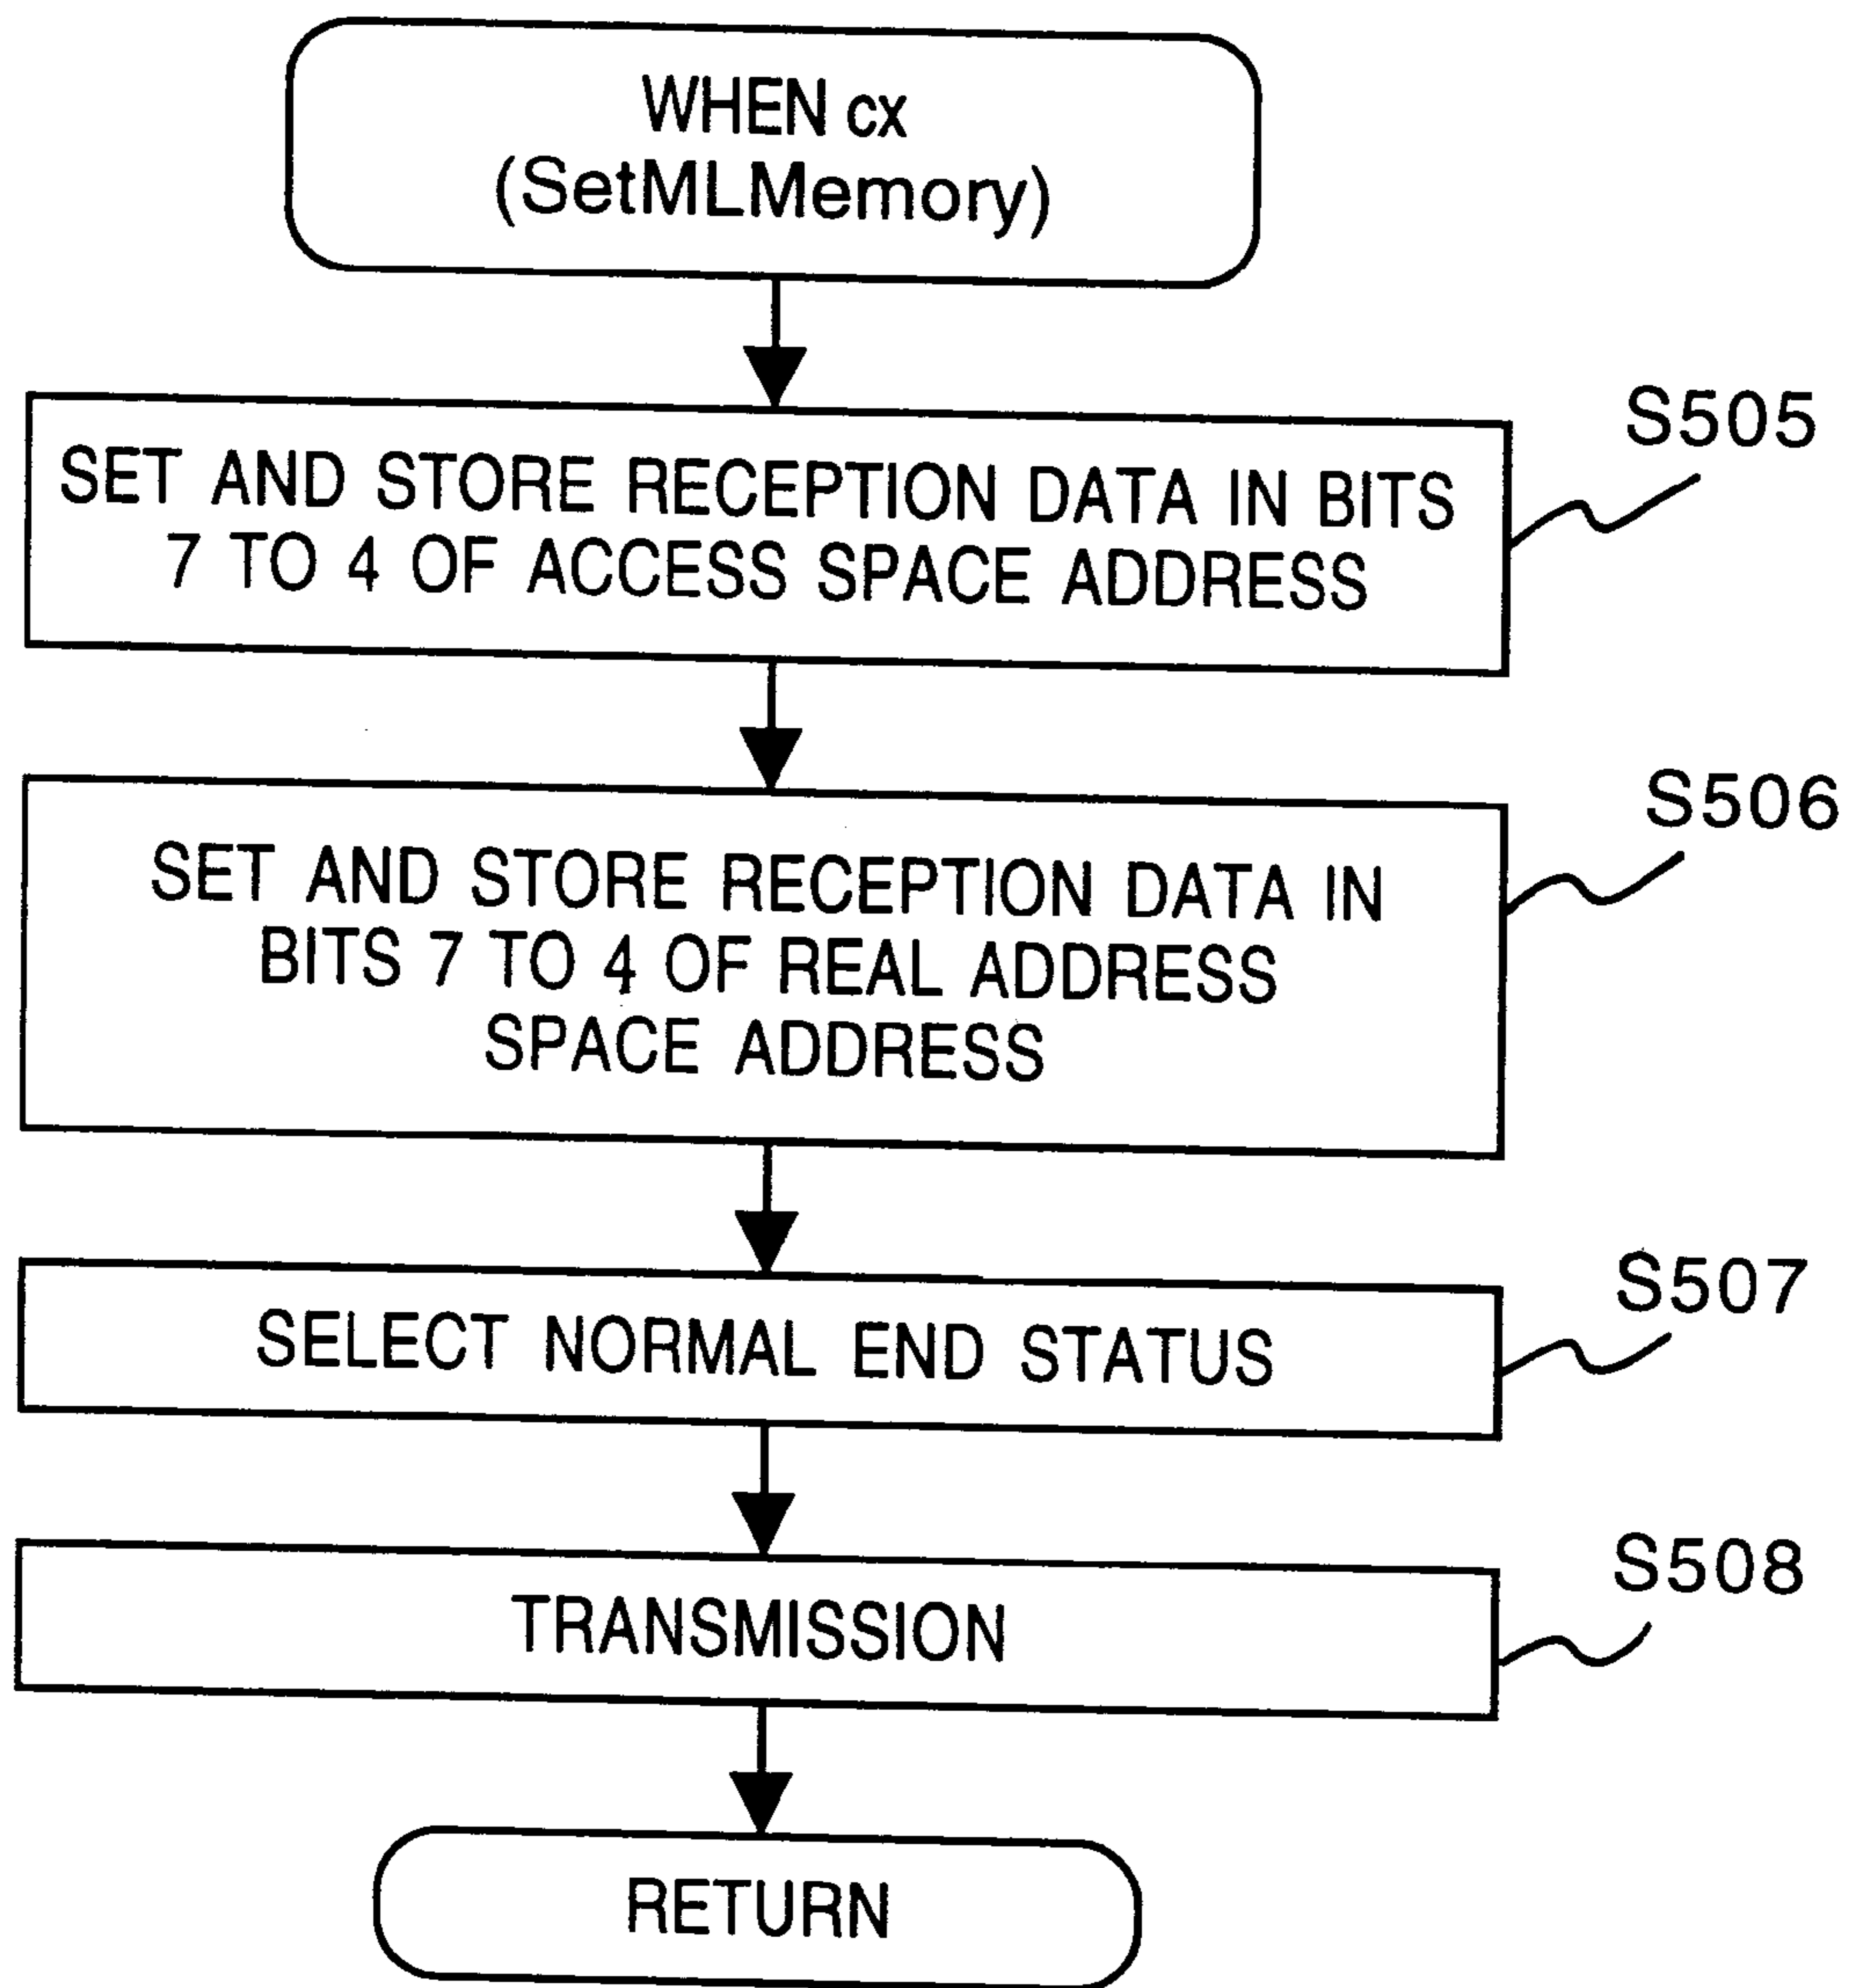 WHEN cx
(SetMLMemory)
S505
SET AND STORE RECEPTION DATA IN BITS
7 TO 4 OF ACCESS SPACE ADDRESS
S506
SET AND STORE RECEPTION DATA IN
BITS 7 TO 4 OF REAL ADDRESS
SPACE ADDRESS
S507
SELECT NORMAL END STATUS
S508
TRANSMISSION
RETURN